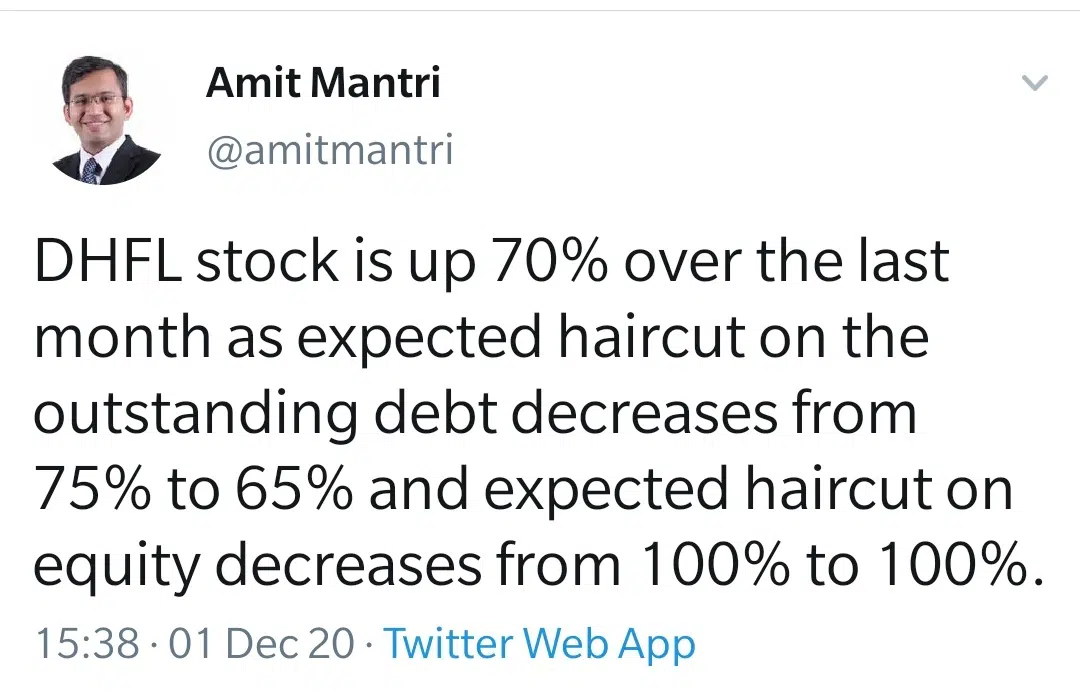 Amit Mantri
@amitmantri
DHFL stock is up 70% over the last
month as expected haircut on the
outstanding debt decreases from
75% to 65% and expected haircut on
equity decreases from 100% to 100%.
15:38 · 01 Dec 20 · Twitter Web App